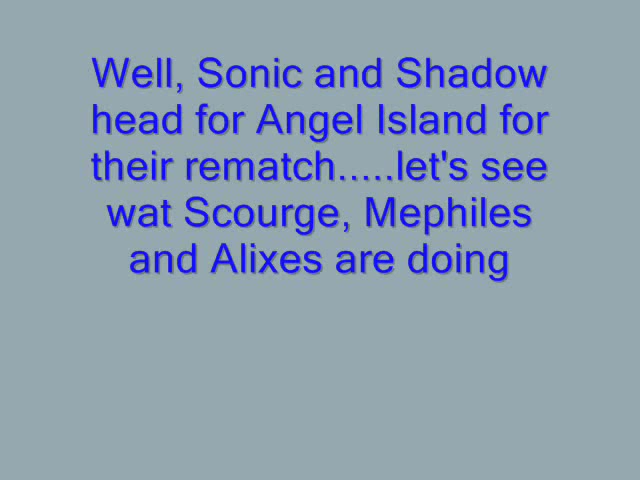 Well, Sonic and Shadow
head for Angel Island for
their rematch.....let's see
wat Scourge, Mephiles
and Alixes are doing